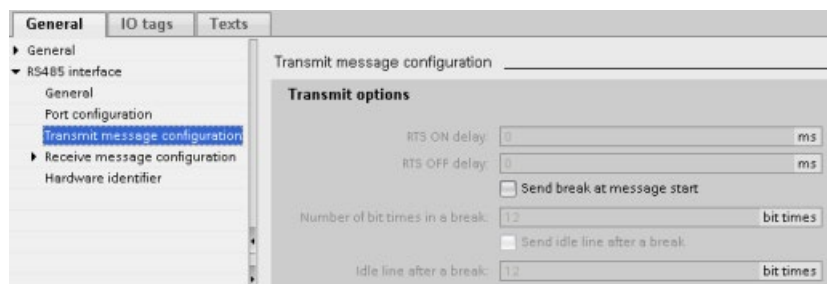 General IO tags Texts
General
RS485 interface
General
Port configuration
Transmit message configuration
Receive message configuration
Hardware identifier
Transmit message configuration
Transmit options
RTS ON delay: 0 ms
RTS OFF delay: 0 ms
Send break at message start
Number of bit times in a break: 12 bit times
Send idle line after a break
Idle line after a break: 12 bit times